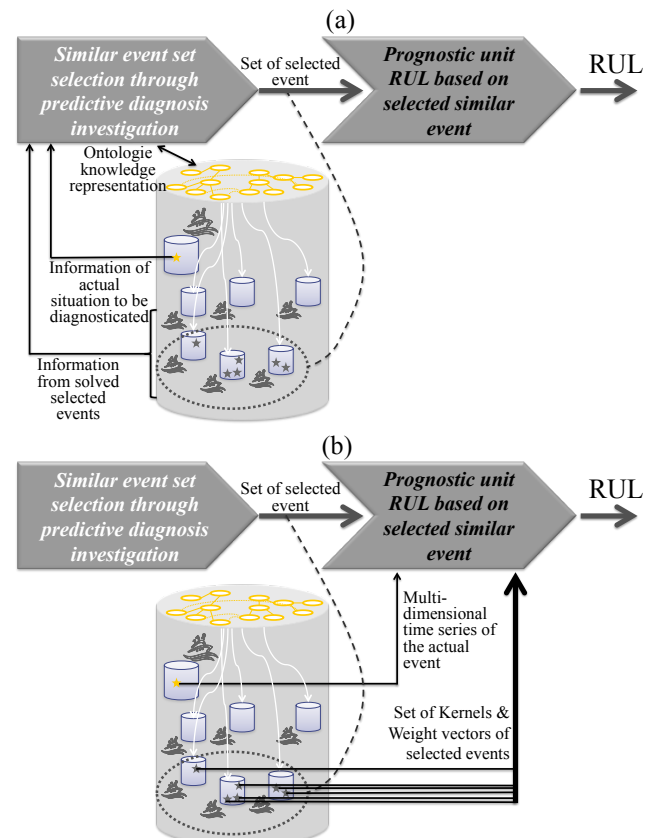 (a)
Similar event set
selection through
predictive diagnosis
investigation
Set of selected
event
Prognostic unit
RUL based on
selected similar
event
RUL
Ontologie
knowledge
representation
Information of
actual
situation to be
diagnosticated
Information
from solved
selected
events
(b)
Similar event set
selection through
predictive diagnosis
investigation
Set of selected
event
Prognostic unit
RUL based on
selected similar
event
RUL
Multi-
dimensional
time series of
the actual
event
Set of Kernels &
Weight vectors of
selected events